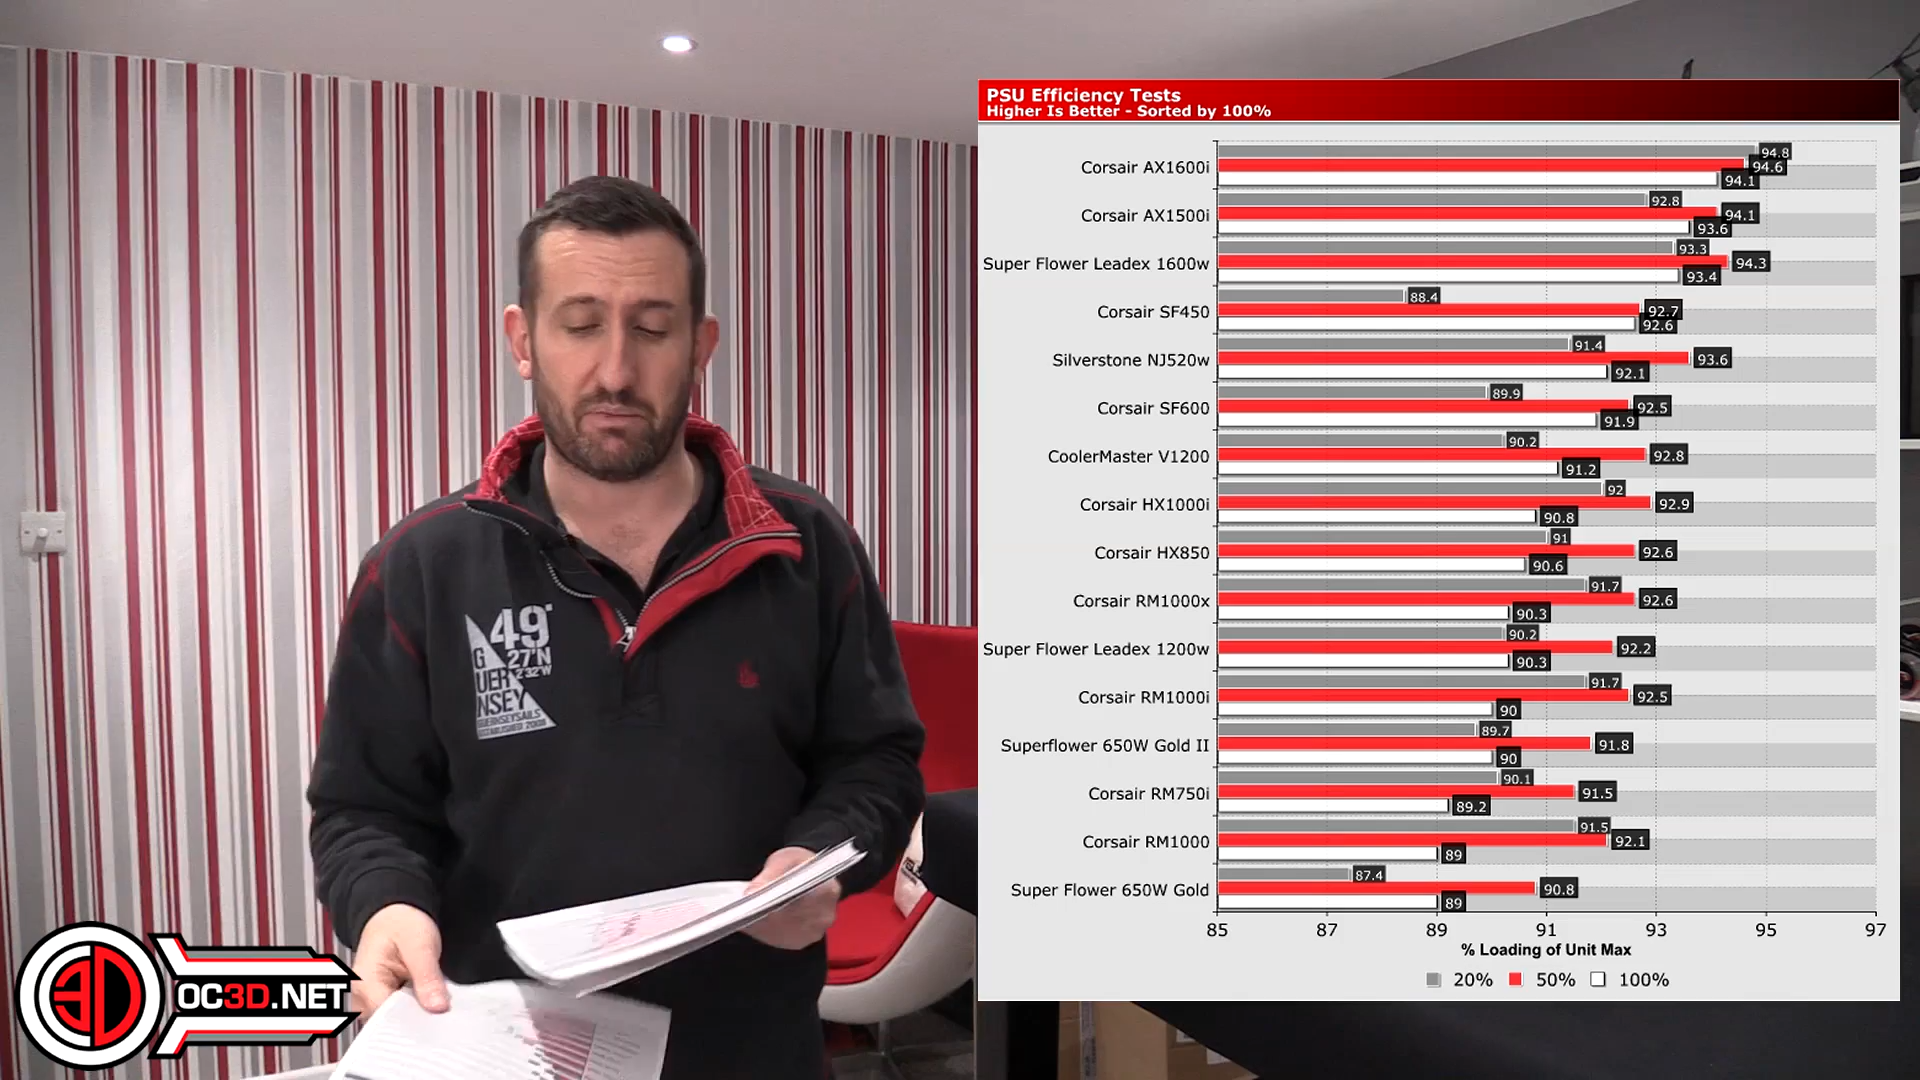 PSU Efficiency Tests
Higher Is Better - Sorted by 100%
Corsair AX1600i
94.8
94.6
94.1
Corsair AX1500i
92.8
94.1
93.6
Super Flower Leadex 1600w
93.3
94.3
93.4
Corsair SF450
88.4
92.7
92.6
Silverstone NJ520w
91.4
93.6
92.1
Corsair SF600
89.9
92.5
91.9
CoolerMaster V1200
90.2
92.8
91.2
Corsair HX1000i
92
92.9
90.8
Corsair HX850
91
92.6
90.6
Corsair RM1000x
91.7
92.6
90.3
Super Flower Leadex 1200w
90.2
92.2
90.3
Corsair RM1000i
91.7
92.5
90
Superflower 650W Gold II
89.7
91.8
90
Corsair RM750i
90.1
91.5
89.2
Corsair RM1000
91.5
92.1
89
Super Flower 650W Gold
87.4
90.8
89
85 87 89 91 93 95 97
% Loading of Unit Max
20% 50% 100%
49°
G 27'N
UER 2°32'W
NSEY
GUERNSEYSAILS
ESTABLISHED
3D OC3D.NET